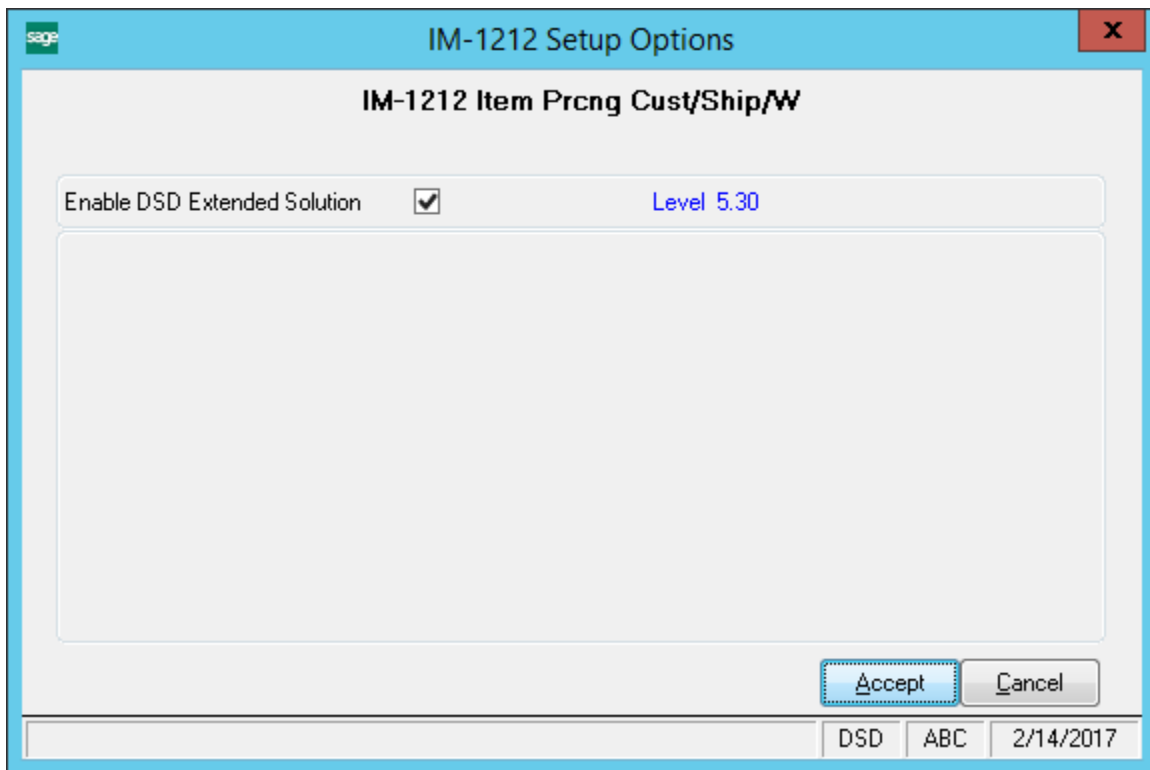 sage
IM-1212 Setup Options
x
IM-1212 Item Prcng Cust/Ship/W
Enable DSD Extended Solution Level 5.30
Accept Cancel
DSD ABC 2/14/2017